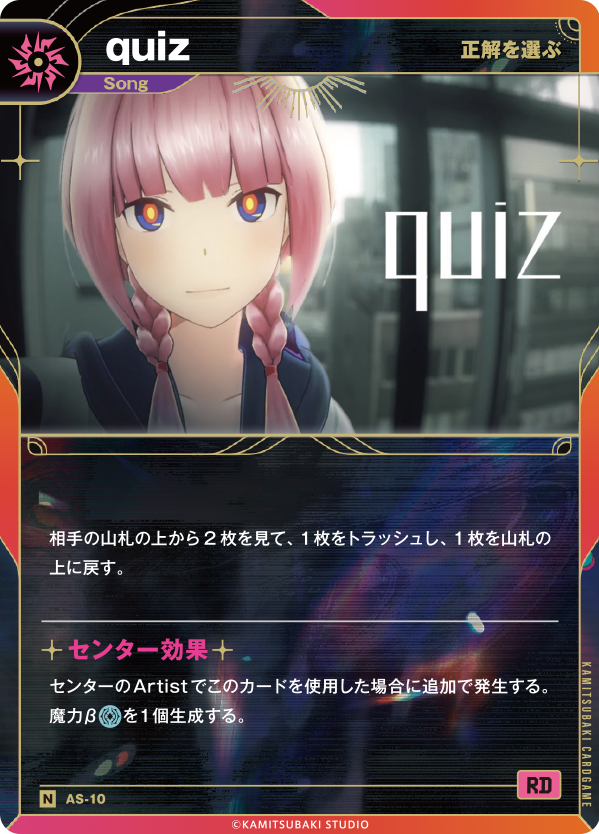 quiz
正解を選ぶ
Song
quiz
相手の山札の上から2枚を見て、1枚をトラッシュし、1枚を山札の
上に戻す。
センター効果
センターのArtistでこのカードを使用した場合に追加で発生する。
魔力βを1個生成する。
KAMITSUBAKI CARDGAME
RD
N AS-10
©KAMITSUBAKI STUDIO